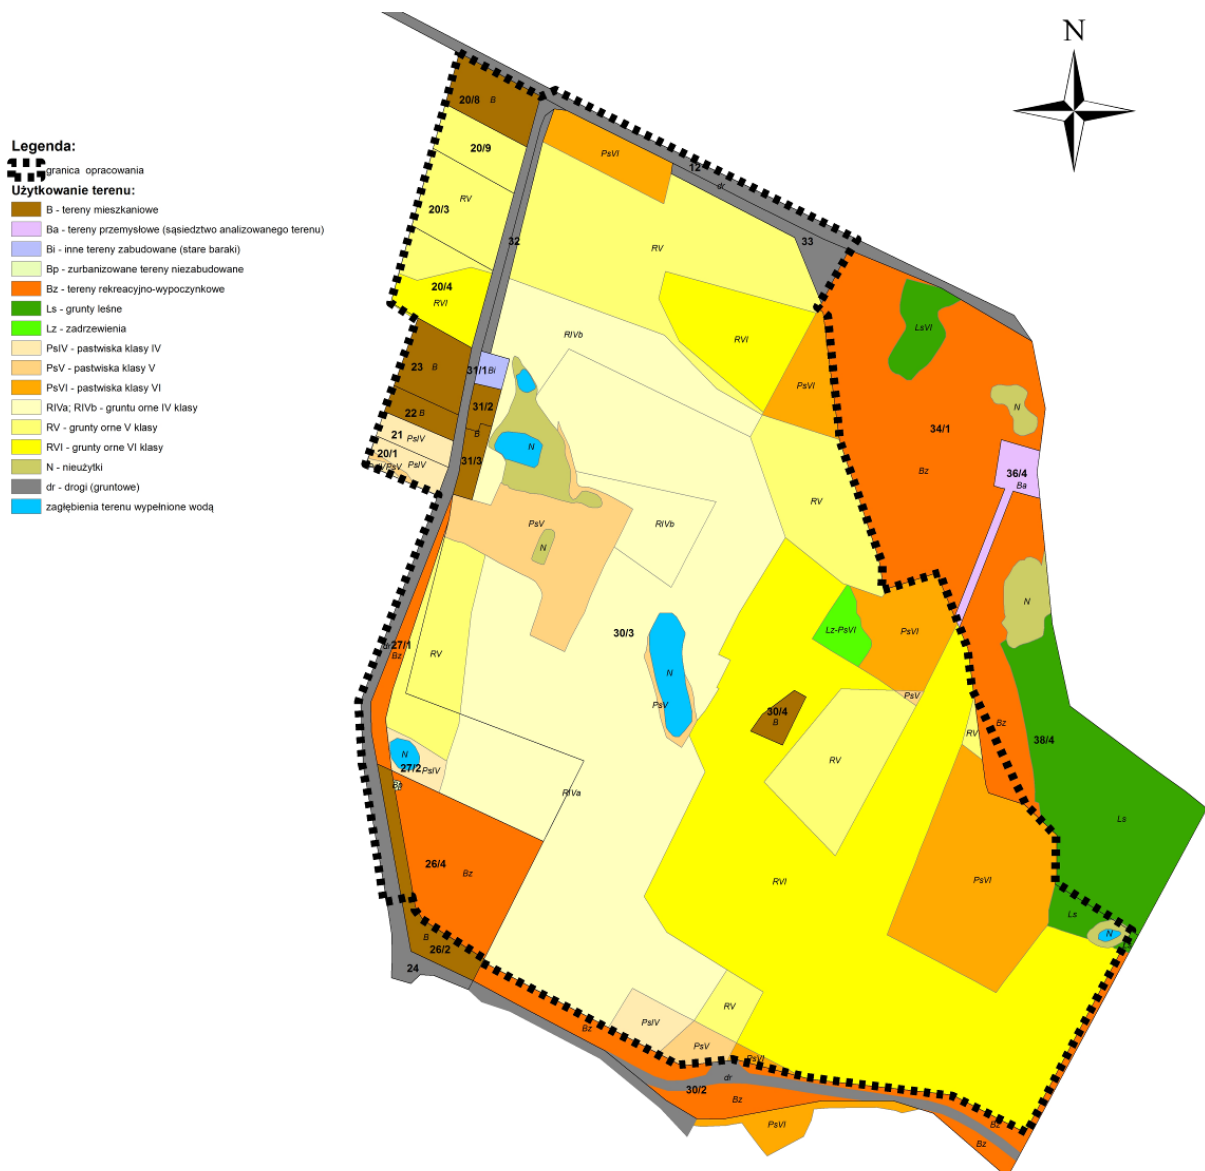 N
Legenda:
granica opracowania
Użytkowanie terenu:
B - tereny mieszkaniowe
Ba - tereny przemysłowe (sąsiedztwo analizowanego terenu)
Bi - inne tereny zabudowane (stare baraki)
Bp - zurbanizowane tereny niezabudowane
Bz - tereny rekreacyjno-wypoczynkowe
Ls - grunty leśne
Lz - zadrzewienia
PsIV - pastwiska klasy IV
PsV - pastwiska klasy V
PsVI - pastwiska klasy VI
RIVa; RIVb - gruntu orne IV klasy
RV - grunty orne V klasy
RVI - grunty orne VI klasy
N - nieużytki
dr - drogi (gruntowe)
zagłębienia terenu wypełnione wodą
20/8 B
20/9
PsVI
12
dr
RV
20/3
32
33
RV
20/4
RVI
RIVb
RVI
LsVI
23 B
31/1 Bi
PsVI
31/2
22 B
N
34/1
21 PsIV
B
N
20/1 PsIV
31/3
Bz
36/4
Ba
RV
PsV
RIVb
N
N
30/3
Lz-PsVI
PsVI
dr 27/1
Bz
RV
N
PsV
PsV
30/4
B
Bz
RV
38/4
N
27/2 PsIV
RV
RIVa
Ls
26/4
Bz
RVI
PsVI
Ls
N
B
26/2
24
RV
PsIV
Bz
PsV
PsVI
dr
30/2
Bz
PsVI
Bz
Bz